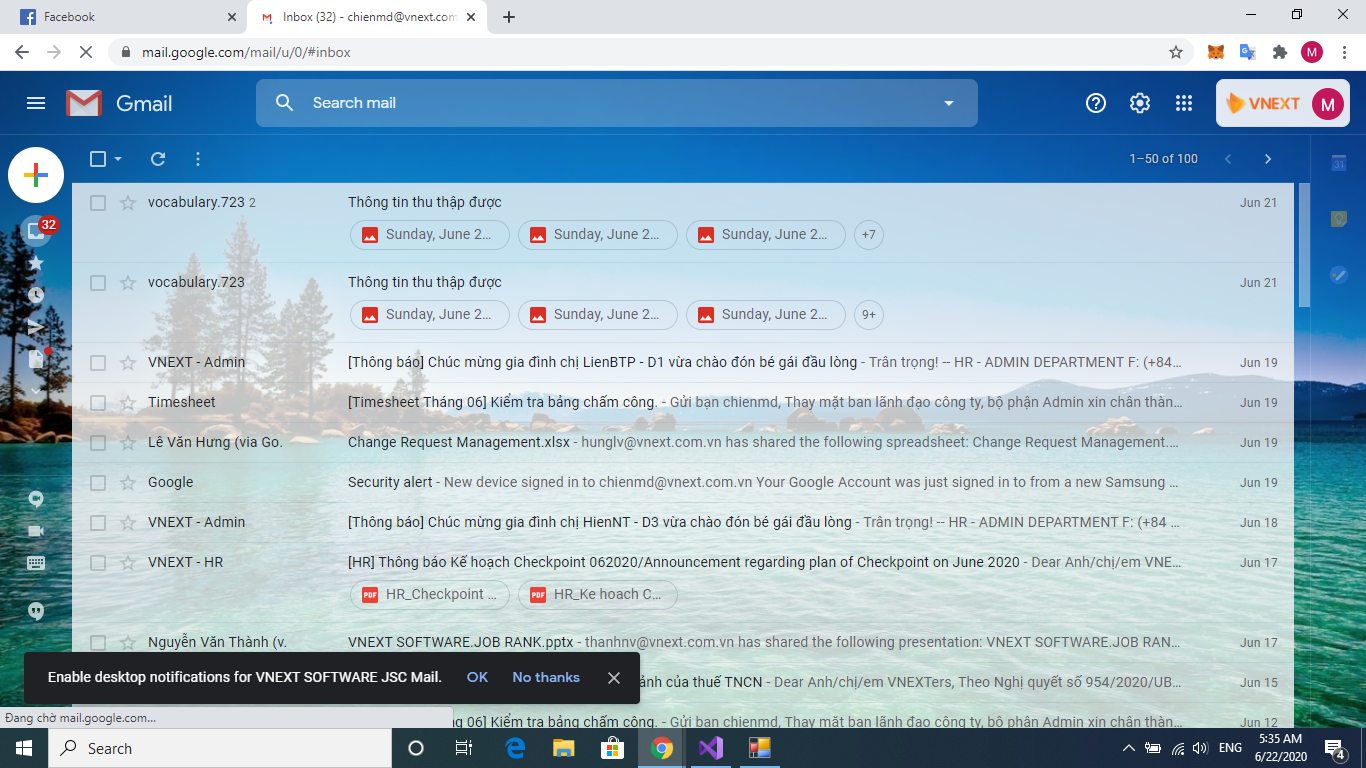 Facebook
Inbox (32) - chienmd@vnext.com
mail.google.com/mail/u/0/#inbox
M
Gmail
Search mail
VNEXT
M
1–50 of 100
31
32
vocabulary.723 2 Thông tin thu thập được Jun 21
Sunday, June 2... Sunday, June 2... Sunday, June 2... +7
vocabulary.723 Thông tin thu thập được Jun 21
Sunday, June 2... Sunday, June 2... Sunday, June 2... 9+
VNEXT - Admin [Thông báo] Chúc mừng gia đình chị LienBTP - D1 vừa chào đón bé gái đầu lòng - Trân trọng! -- HR - ADMIN DEPARTMENT F: (+84... Jun 19
Timesheet [Timesheet Tháng 06] Kiểm tra bảng chấm công. - Gửi bạn chienmd, Thay mặt ban lãnh đạo công ty, bộ phận Admin xin chân thàn... Jun 19
Lê Văn Hưng (via Go. Change Request Management.xlsx - hunglv@vnext.com.vn has shared the following spreadsheet: Change Request Management.... Jun 19
Google Security alert - New device signed in to chienmd@vnext.com.vn Your Google Account was just signed in to from a new Samsung ... Jun 19
VNEXT - Admin [Thông báo] Chúc mừng gia đình chị HienNT - D3 vừa chào đón bé gái đầu lòng - Trân trọng! -- HR - ADMIN DEPARTMENT F: (+84 ... Jun 18
VNEXT - HR [HR] Thông báo Kế hoạch Checkpoint 062020/Announcement regarding plan of Checkpoint on June 2020 - Dear Anh/chị/em VNE... Jun 17
PDF HR_Checkpoint ... PDF HR_Ke hoach C...
Nguyễn Văn Thành (v. VNEXT SOFTWARE.JOB RANK.pptx - thanhnv@vnext.com.vn has shared the following presentation: VNEXT SOFTWARE.JOB RAN... Jun 17
ảnh của thuế TNCN - Dear Anh/chị/em VNEXTers, Theo Nghị quyết số 954/2020/UB... Jun 15
Enable desktop notifications for VNEXT SOFTWARE JSC Mail. OK No thanks
g 06] Kiểm tra bảng chấm công. - Gửi bạn chienmd, Thay mặt ban lãnh đạo công ty, bộ phận Admin xin chân thàn... Jun 12
Đang chờ mail.google.com...
Search
ENG
5:35 AM
6/22/2020
4